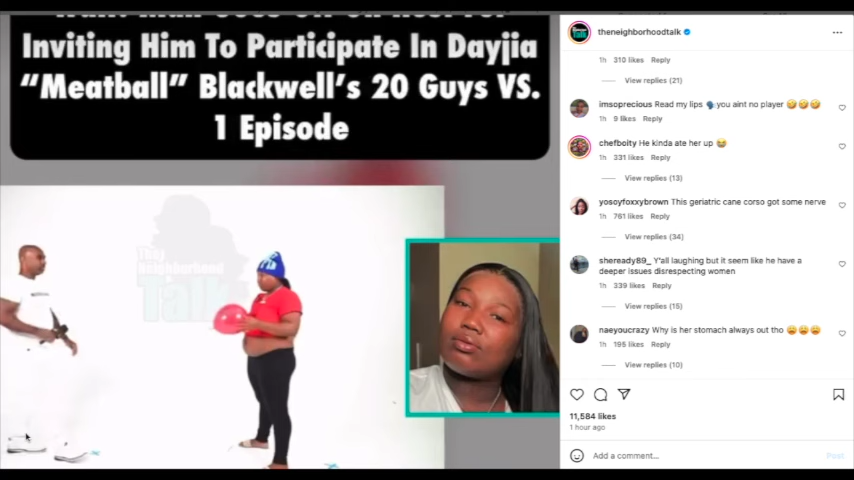 Inviting Him To Participate In Dayjia
“Meatball” Blackwell’s 20 Guys VS.
1 Episode
The
Neighborhood
Talk
theneighborhoodtalk
1h 310 likes Reply
View replies (21)
imsoprecious Read my lips 🗣you aint no player 🤣🤣🤣
1h 9 likes Reply
chefboity He kinda ate her up 😂
1h 331 likes Reply
View replies (13)
yosoyfoxxybrown This geriatric cane corso got some nerve
1h 761 likes Reply
View replies (34)
sheready89_ Y'all laughing but it seem like he have a
deeper issues disrespecting women
1h 339 likes Reply
View replies (15)
naeyoucrazy Why is her stomach always out tho 😩😩😩
1h 195 likes Reply
View replies (10)
11,584 likes
1 hour ago
Add a comment...
Post